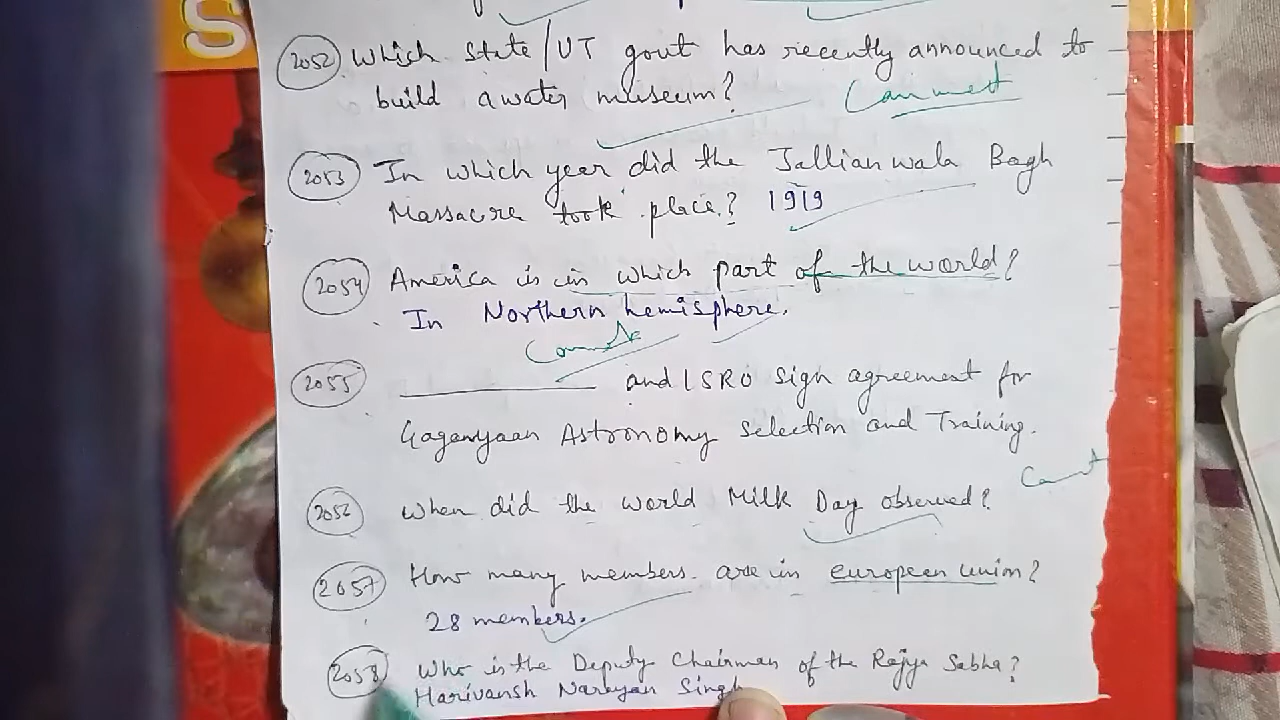 S
2052 Which State/UT govt has recently announced to
build a water museum? Comment
2053 In which year did the Jallianwala Bagh
Massacre took place? 1919
2054 America is in which part of the world?
In Northern hemisphere.
Comment
2055 __________ and ISRO sign agreement for
Gaganyaan Astronomy Selection and Training.
2056 When did the world Milk Day observed?
2057 How many members are in european union?
28 members.
2058 Who is the Deputy Chairman of the Rajya Sabha?
Harivansh Narayan Singh